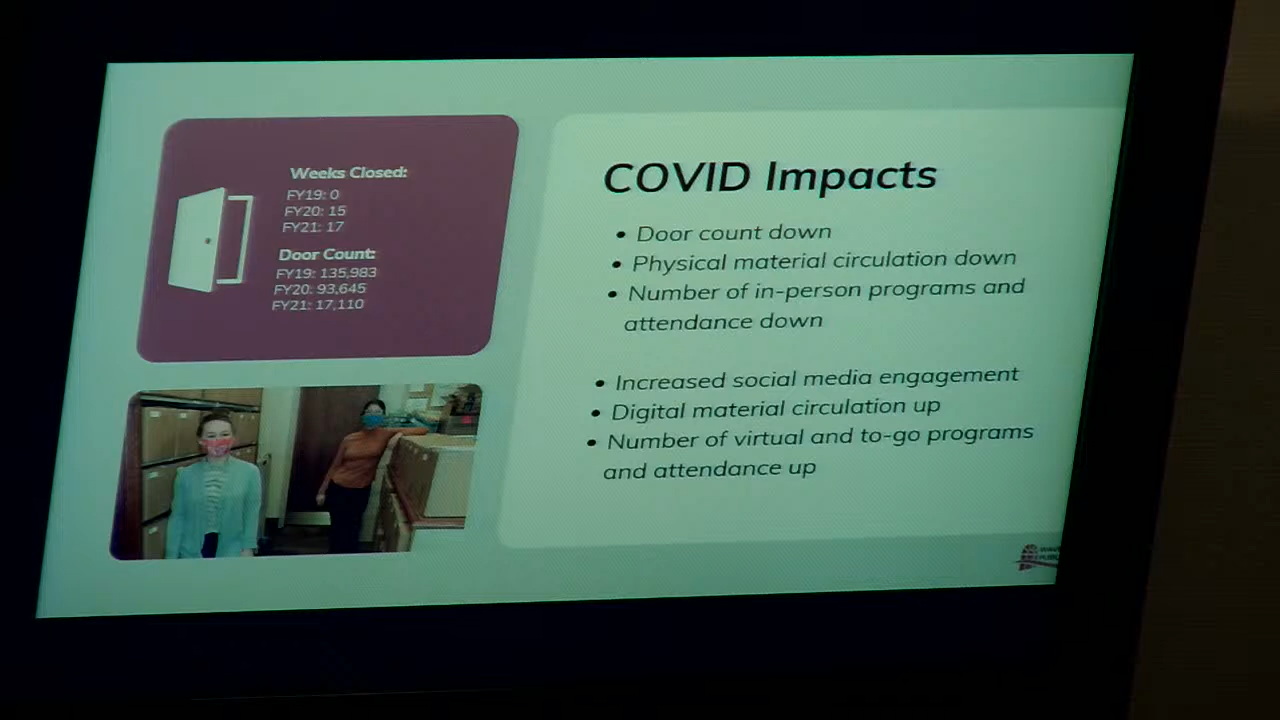 Weeks Closed:
FY19: 0
FY20: 15
FY21: 17
Door Count:
FY19: 135,983
FY20: 93,645
FY21: 17,110
COVID Impacts
• Door count down
• Physical material circulation down
• Number of in-person programs and
attendance down
• Increased social media engagement
• Digital material circulation up
• Number of virtual and to-go programs
and attendance up